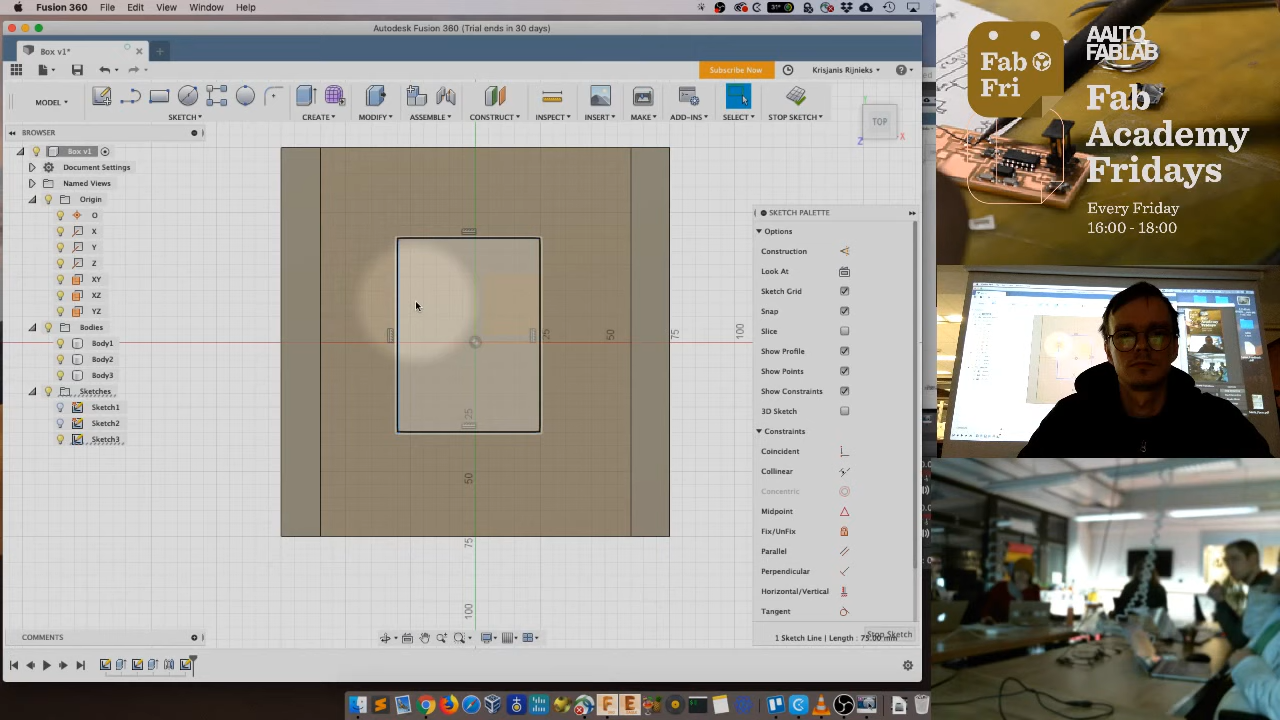 Fusion 360 File Edit View Window Help
31°
Autodesk Fusion 360 (Trial ends in 30 days)
Box v1*
Subscribe Now
Krisjanis Rijnieks
MODEL
SKETCH
CREATE
MODIFY
ASSEMBLE
CONSTRUCT
INSPECT
INSERT
MAKE
ADD-INS
SELECT
STOP SKETCH
BROWSER
Box v1
Document Settings
Named Views
Origin
O
X
Y
Z
XY
XZ
YZ
Bodies
Body1
Body2
Body3
Sketches
Sketch1
Sketch2
Sketch3
TOP
Z
X
25
50
75
100
25
50
75
100
SKETCH PALETTE
Options
Construction
Look At
Sketch Grid
Snap
Slice
Show Profile
Show Points
Show Constraints
3D Sketch
Constraints
Coincident
Collinear
Concentric
Midpoint
Fix/UnFix
Parallel
Perpendicular
Horizontal/Vertical
Tangent
Stop Sketch
1 Sketch Line | Length : 75.00 mm
COMMENTS
Fab
Fri
AALTO
FABLAB
Fab
Academy
Fridays
Every Friday
16:00 - 18:00